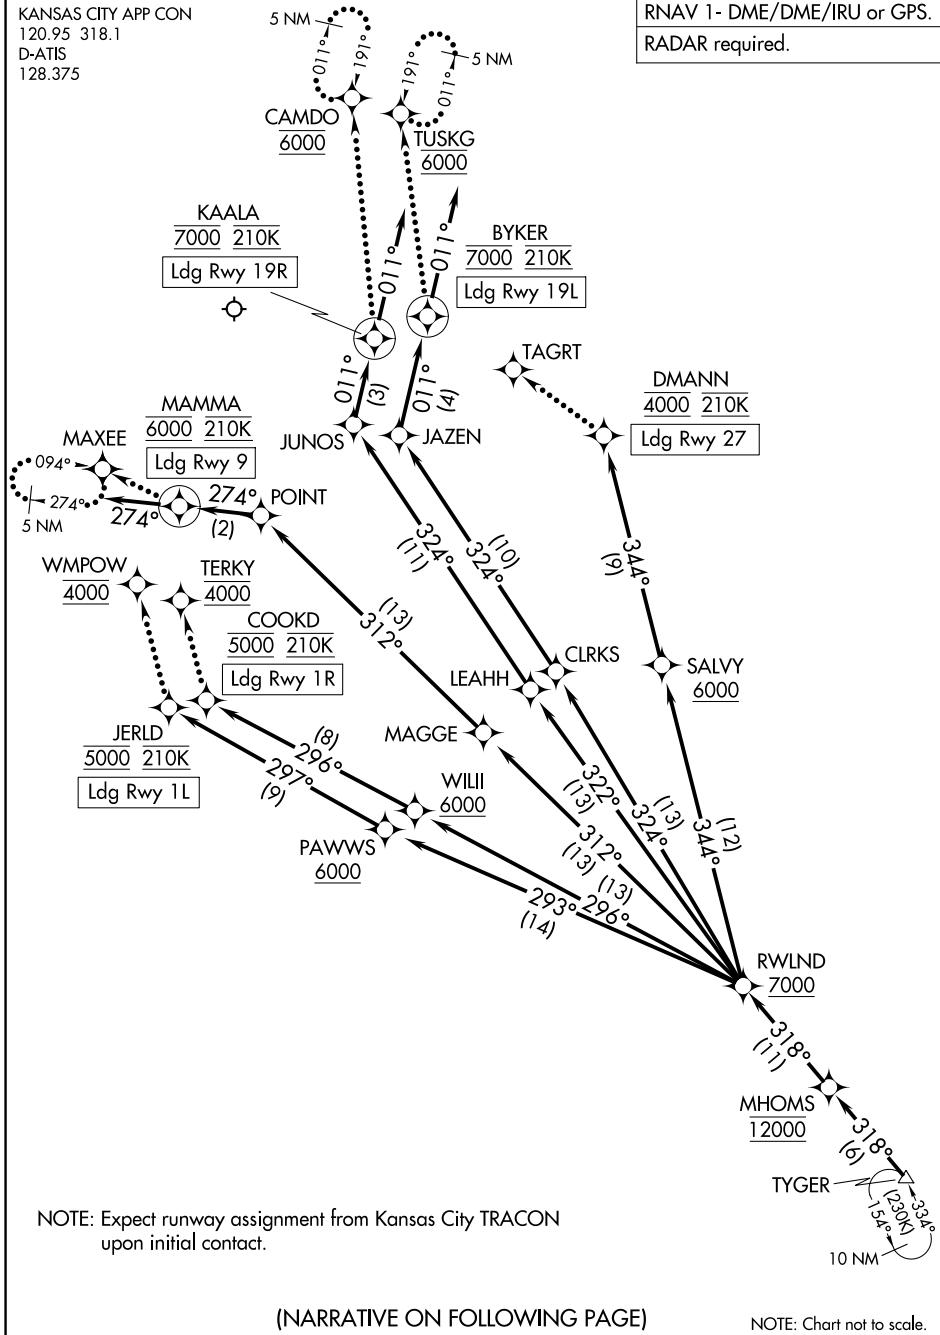 KANSAS CITY APP CON
120.95 318.1
D-ATIS
128.375
RNAV 1- DME/DME/IRU or GPS.
RADAR required.
5 NM
011°
191°
CAMDO
6000
191°
011°
5 NM
TUSKG
6000
KAALA
7000 210K
Ldg Rwy 19R
011°
011°
BYKER
7000 210K
Ldg Rwy 19L
011°
(3)
011°
(4)
JUNOS
JAZEN
TAGRT
DMANN
4000 210K
Ldg Rwy 27
MAMMA
6000 210K
Ldg Rwy 9
MAXEE
094°
274°
5 NM
274°
274°
(2)
POINT
WMPOW
4000
TERKY
4000
COOKD
5000 210K
Ldg Rwy 1R
JERLD
5000 210K
Ldg Rwy 1L
324°
(11)
(10)
324°
344°
(9)
(13)
312°
CLRKS
LEAHH
SALVY
6000
MAGGE
(8)
296°
297°
(9)
WILII
6000
PAWWS
6000
322°
(13)
(13)
324°
(12)
344°
312°
(13)
(13)
296°
293°
(14)
RWLND
7000
318°
(11)
MHOMS
12000
318°
(6)
TYGER
(230K)
334°
154°
10 NM
NOTE: Expect runway assignment from Kansas City TRACON
upon initial contact.
(NARRATIVE ON FOLLOWING PAGE)
NOTE: Chart not to scale.